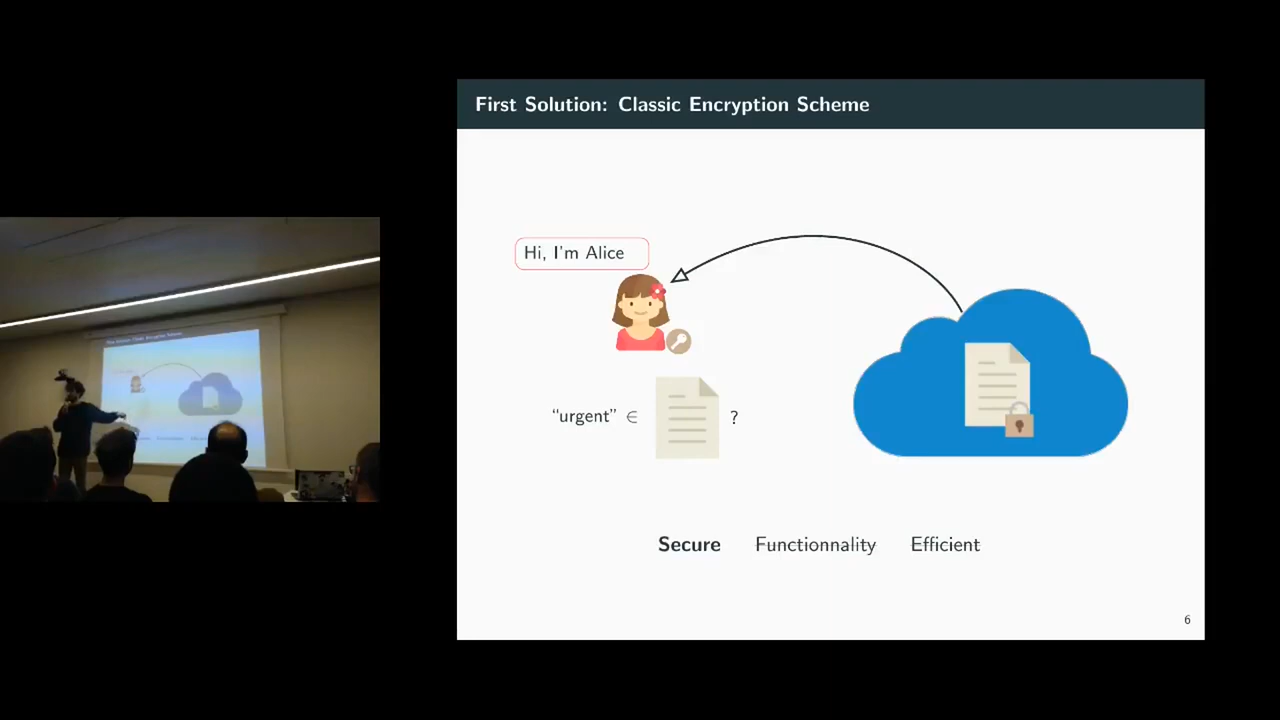 First Solution: Classic Encryption Scheme
Hi, I'm Alice
“urgent” ∈ ?
Secure Functionnality Efficient
6